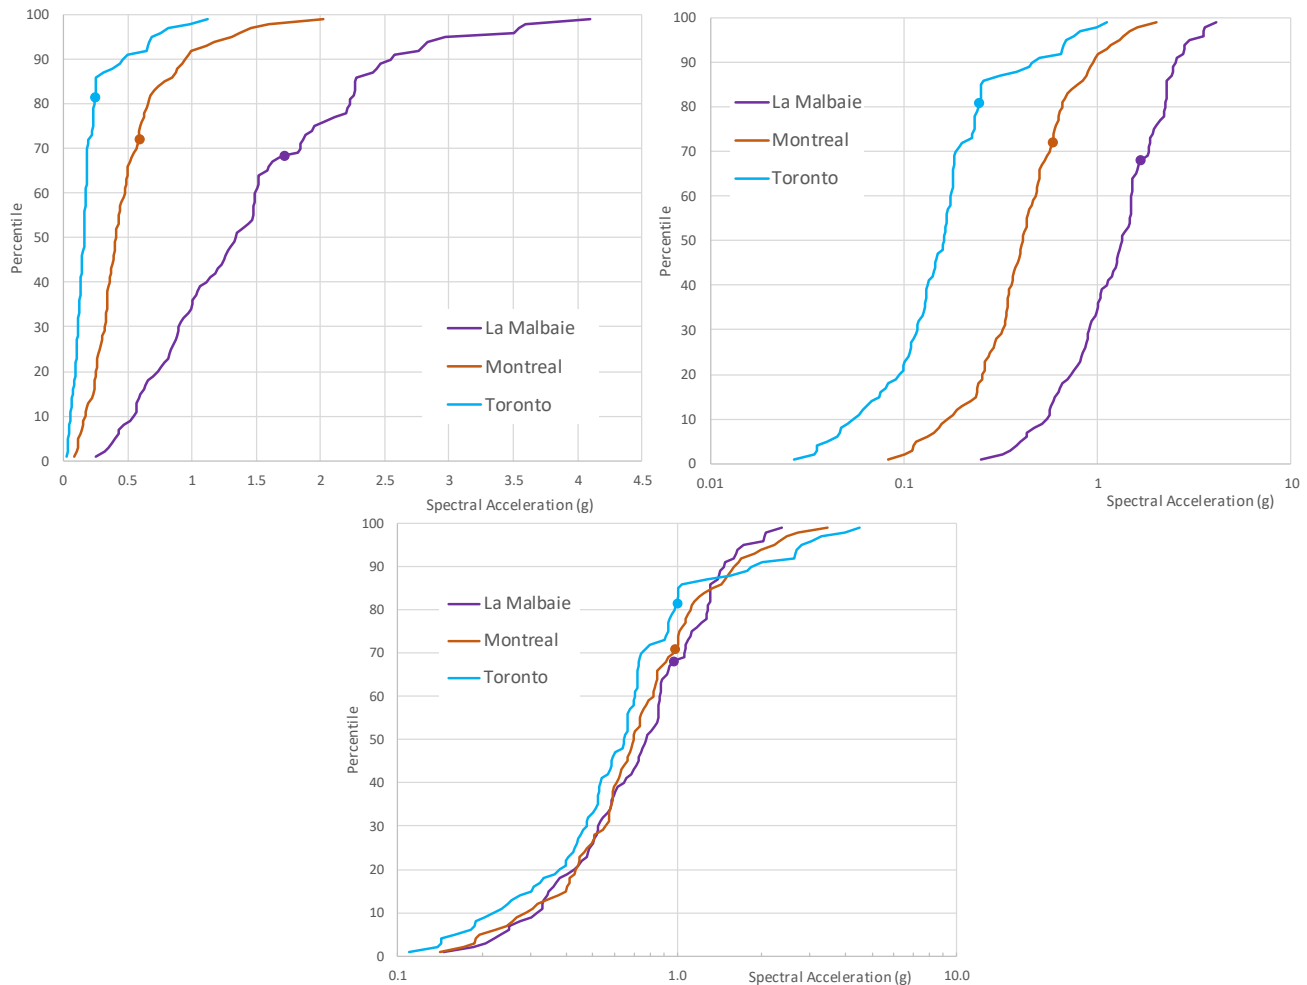 100
90
80
70
60
50
40
30
20
10
0
Percentile
0 0.5 1 1.5 2 2.5 3 3.5 4 4.5
Spectral Acceleration (g)
La Malbaie
Montreal
Toronto
100
90
80
70
60
50
40
30
20
10
0
Percentile
0.01 0.1 1 10
Spectral Acceleration (g)
La Malbaie
Montreal
Toronto
100
90
80
70
60
50
40
30
20
10
0
Percentile
0.1 1.0 10.0
Spectral Acceleration (g)
La Malbaie
Montreal
Toronto